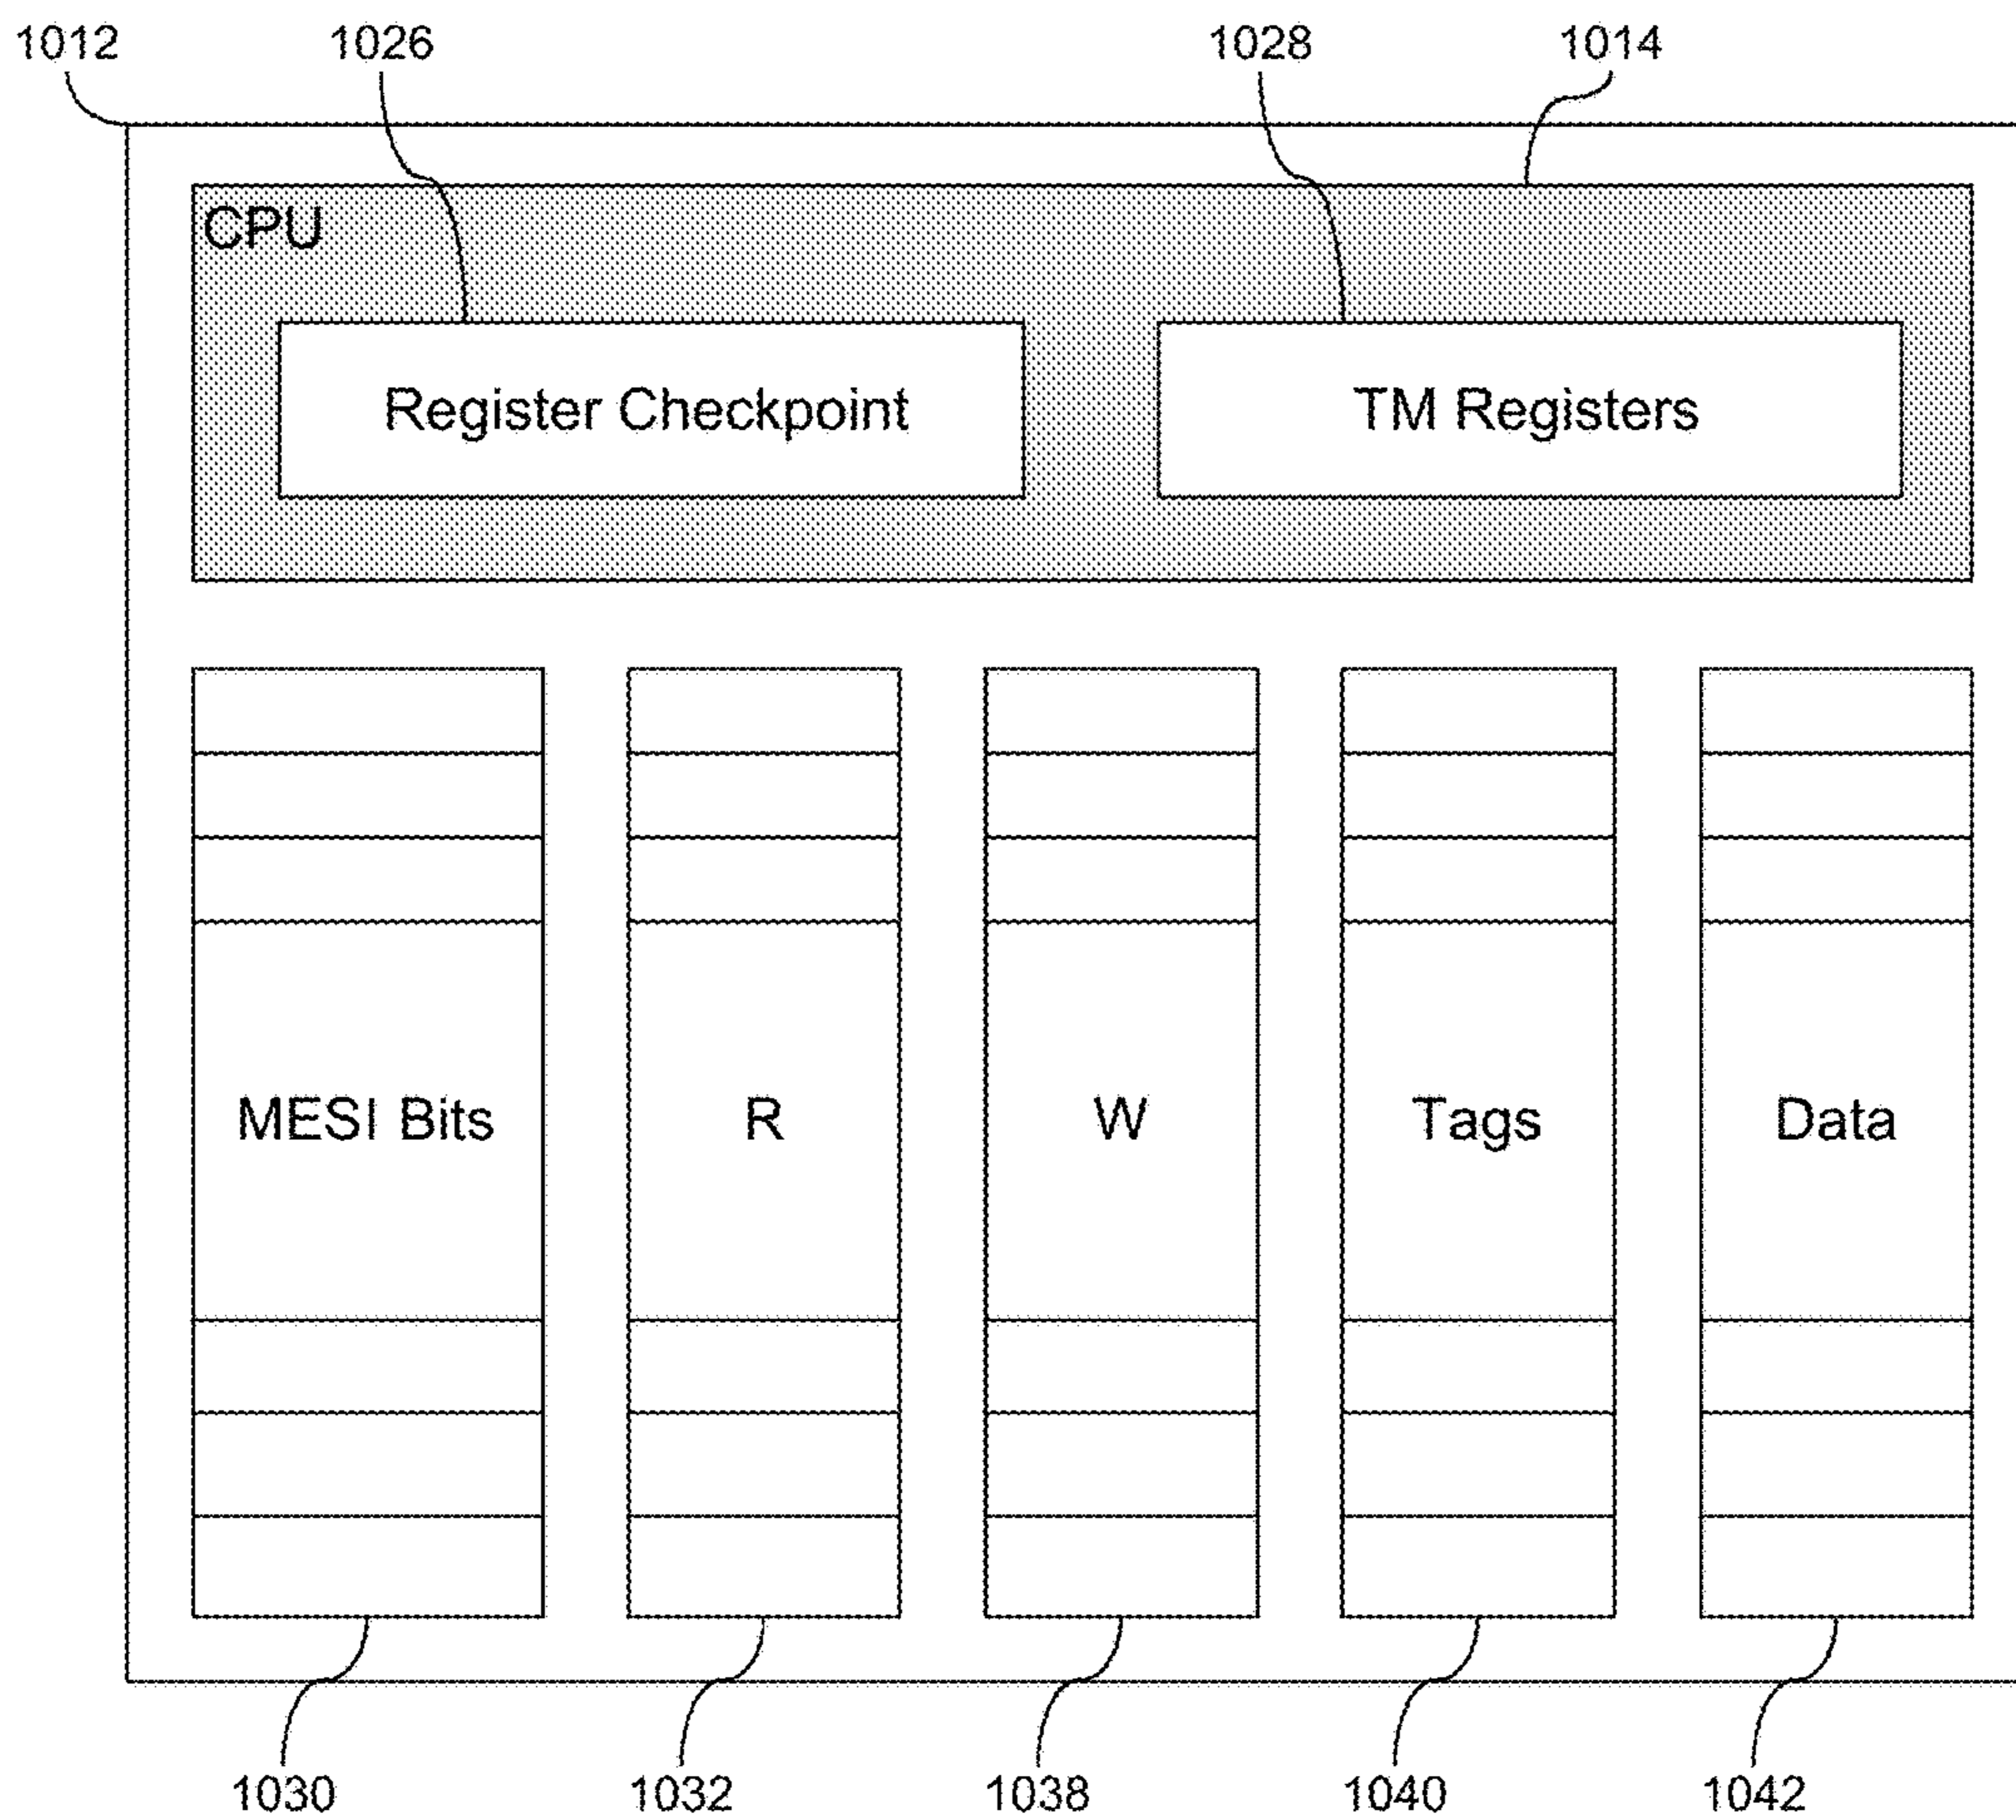 1012 1026 1028 1014
CPU
Register Checkpoint TM Registers
MESI Bits R W Tags Data
1030 1032 1038 1040 1042